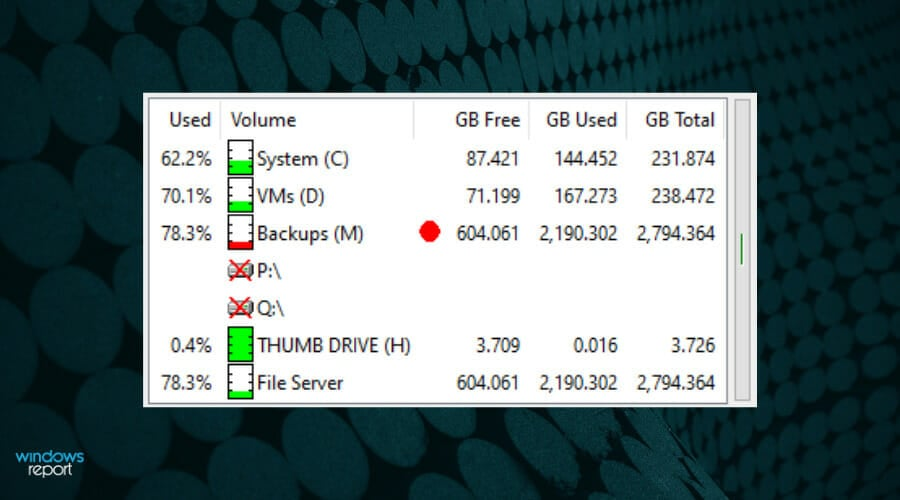 Used Volume GB Free GB Used GB Total
62.2% System (C) 87.421 144.452 231.874
70.1% VMs (D) 71.199 167.273 238.472
78.3% Backups (M) 604.061 2,190.302 2,794.364
P:\
Q:\
0.4% THUMB DRIVE (H) 3.709 0.016 3.726
78.3% File Server 604.061 2,190.302 2,794.364
windows
report